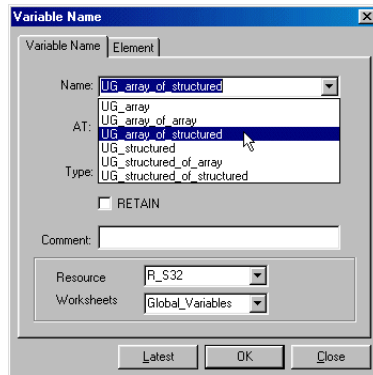 Variable Name
Variable Name Element
Name: UG_array_of_structured
UG_array
UG_array_of_array
AT: UG_array_of_structured
UG_structured
UG_structured_of_array
Type: UG_structured_of_structured
RETAIN
Comment:
Resource R_S32
Worksheets Global_Variables
Latest OK Close